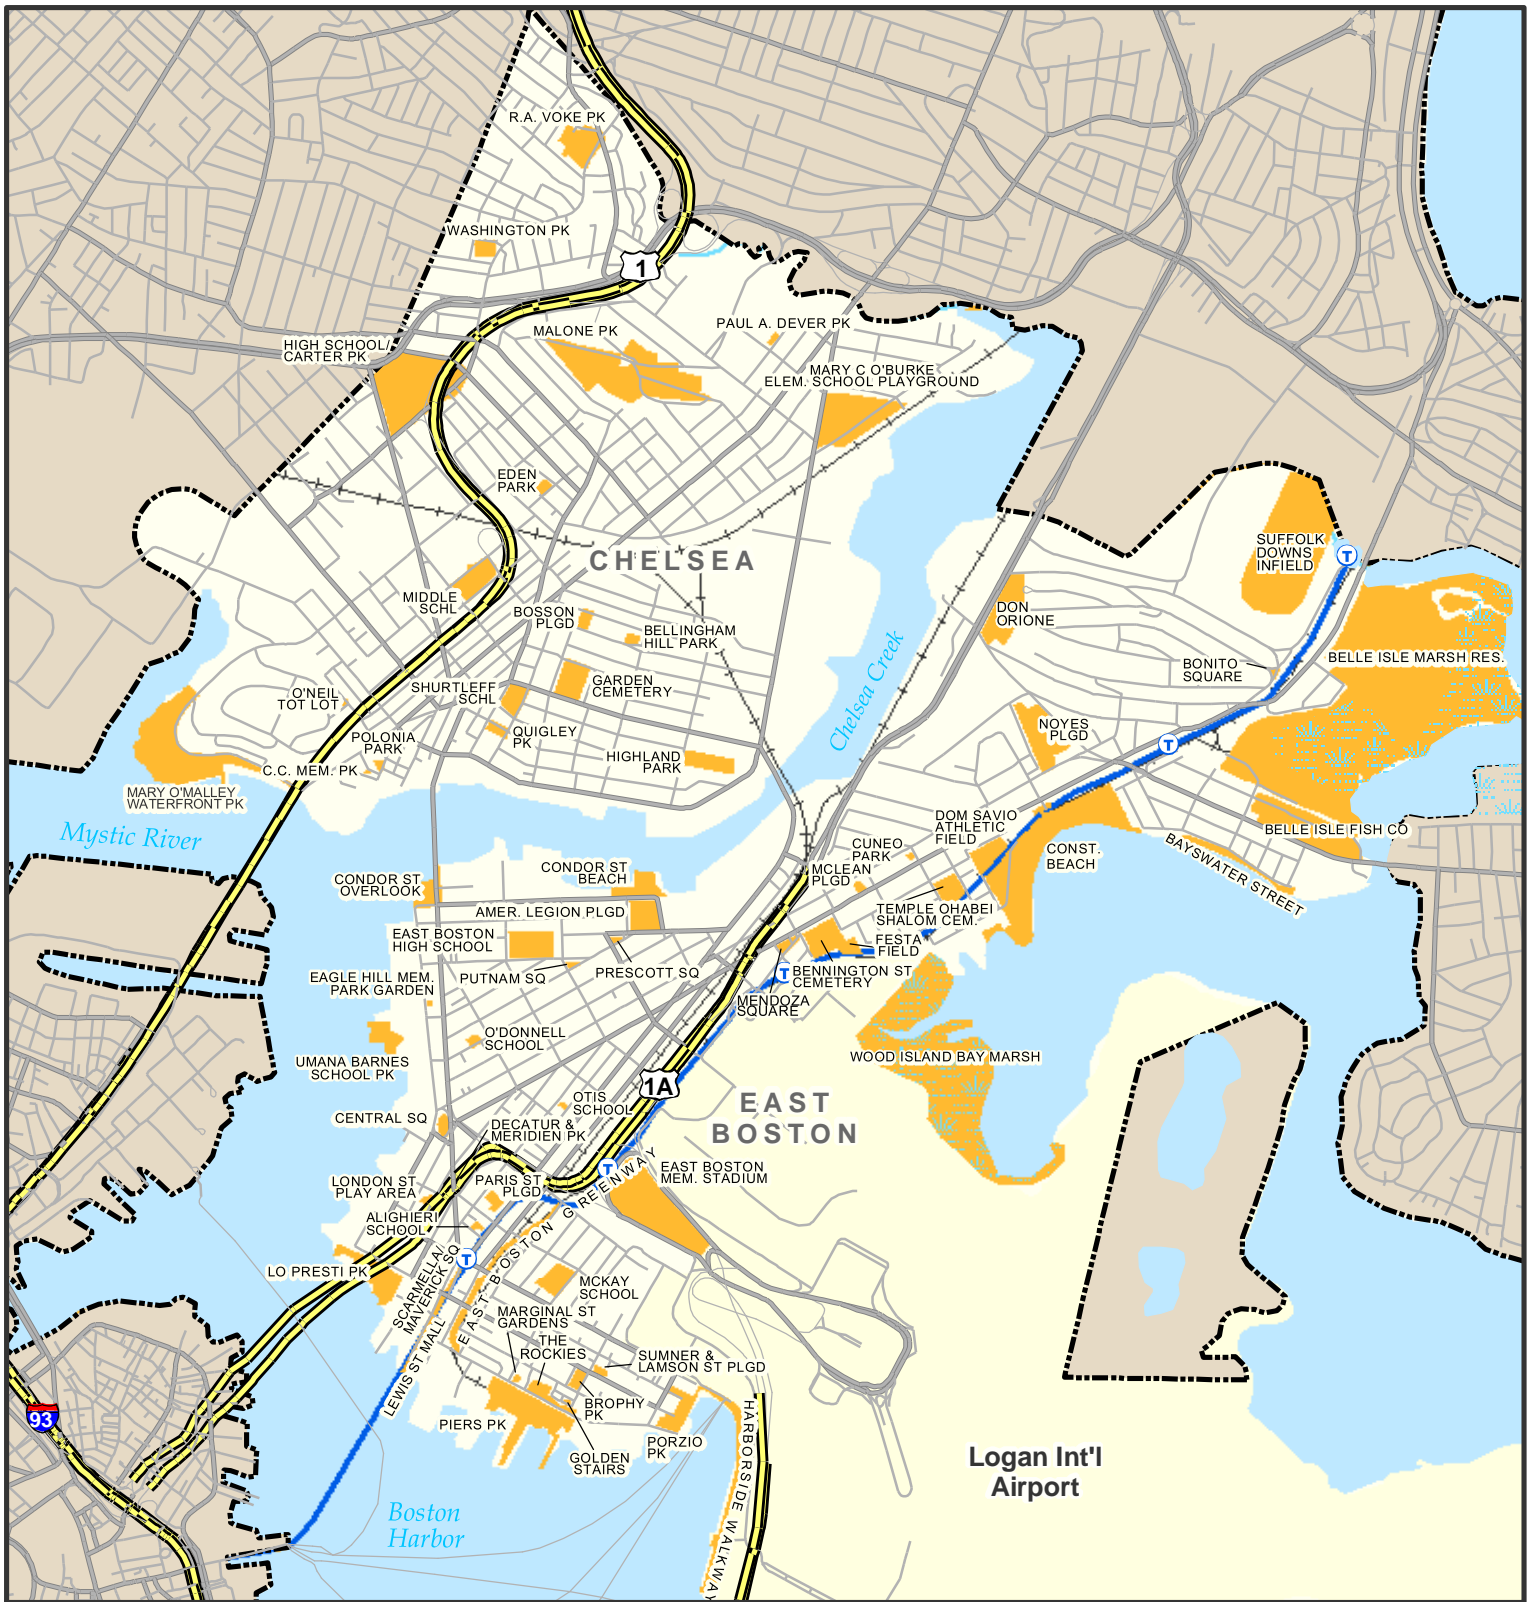 R.A. VOKE PK
WASHINGTON PK
1
HIGH SCHOOL/
CARTER PK
MALONE PK
PAUL A. DEVER PK
MARY C O'BURKE
ELEM. SCHOOL PLAYGROUND
EDEN
PARK
CHELSEA
SUFFOLK
DOWNS
INFIELD
T
MIDDLE
SCHL
BOSSON
PLGD
BELLINGHAM
HILL PARK
DON
ORIONE
BELLE ISLE MARSH RES.
BONITO
SQUARE
Chelsea Creek
O'NEIL
TOT LOT
SHURTLEFF
SCHL
GARDEN
CEMETERY
POLONIA
PARK
QUIGLEY
PK
NOYES
PLGD
T
HIGHLAND
PARK
C.C. MEM. PK
MARY O'MALLEY
WATERFRONT PK
Mystic River
DOM SAVIO
ATHLETIC
FIELD
BELLE ISLE FISH CO
CUNEO
PARK
CONST.
BEACH
BAYSWATER STREET
MCLEAN
PLGD
CONDOR ST
BEACH
CONDOR ST
OVERLOOK
AMER. LEGION PLGD
TEMPLE OHABEI
SHALOM CEM.
EAST BOSTON
HIGH SCHOOL
FESTA
FIELD
PUTNAM SQ
PRESCOTT SQ
T
BENNINGTON ST
CEMETERY
EAGLE HILL MEM.
PARK GARDEN
MENDOZA
SQUARE
O'DONNELL
SCHOOL
UMANA BARNES
SCHOOL PK
WOOD ISLAND BAY MARSH
1A
OTIS
SCHOOL
EAST
BOSTON
CENTRAL SQ
DECATUR &
MERIDIEN PK
T
EAST BOSTON
MEM. STADIUM
LONDON ST
PLAY AREA
PARIS ST
PLGD
EAST BOSTON GREENWAY
ALIGHIERI
SCHOOL
T
LO PRESTI PK
SCARMELLA/
MAVERICK SQ
MCKAY
SCHOOL
MARGINAL ST
GARDENS
THE
ROCKIES
SUMNER &
LAMSON ST PLGD
LEWIS ST MALL
BROPHY
PK
PIERS PK
93
GOLDEN
STAIRS
PORZIO
PK
HARBORSIDE WALKWAY
Logan Int'l
Airport
Boston
Harbor